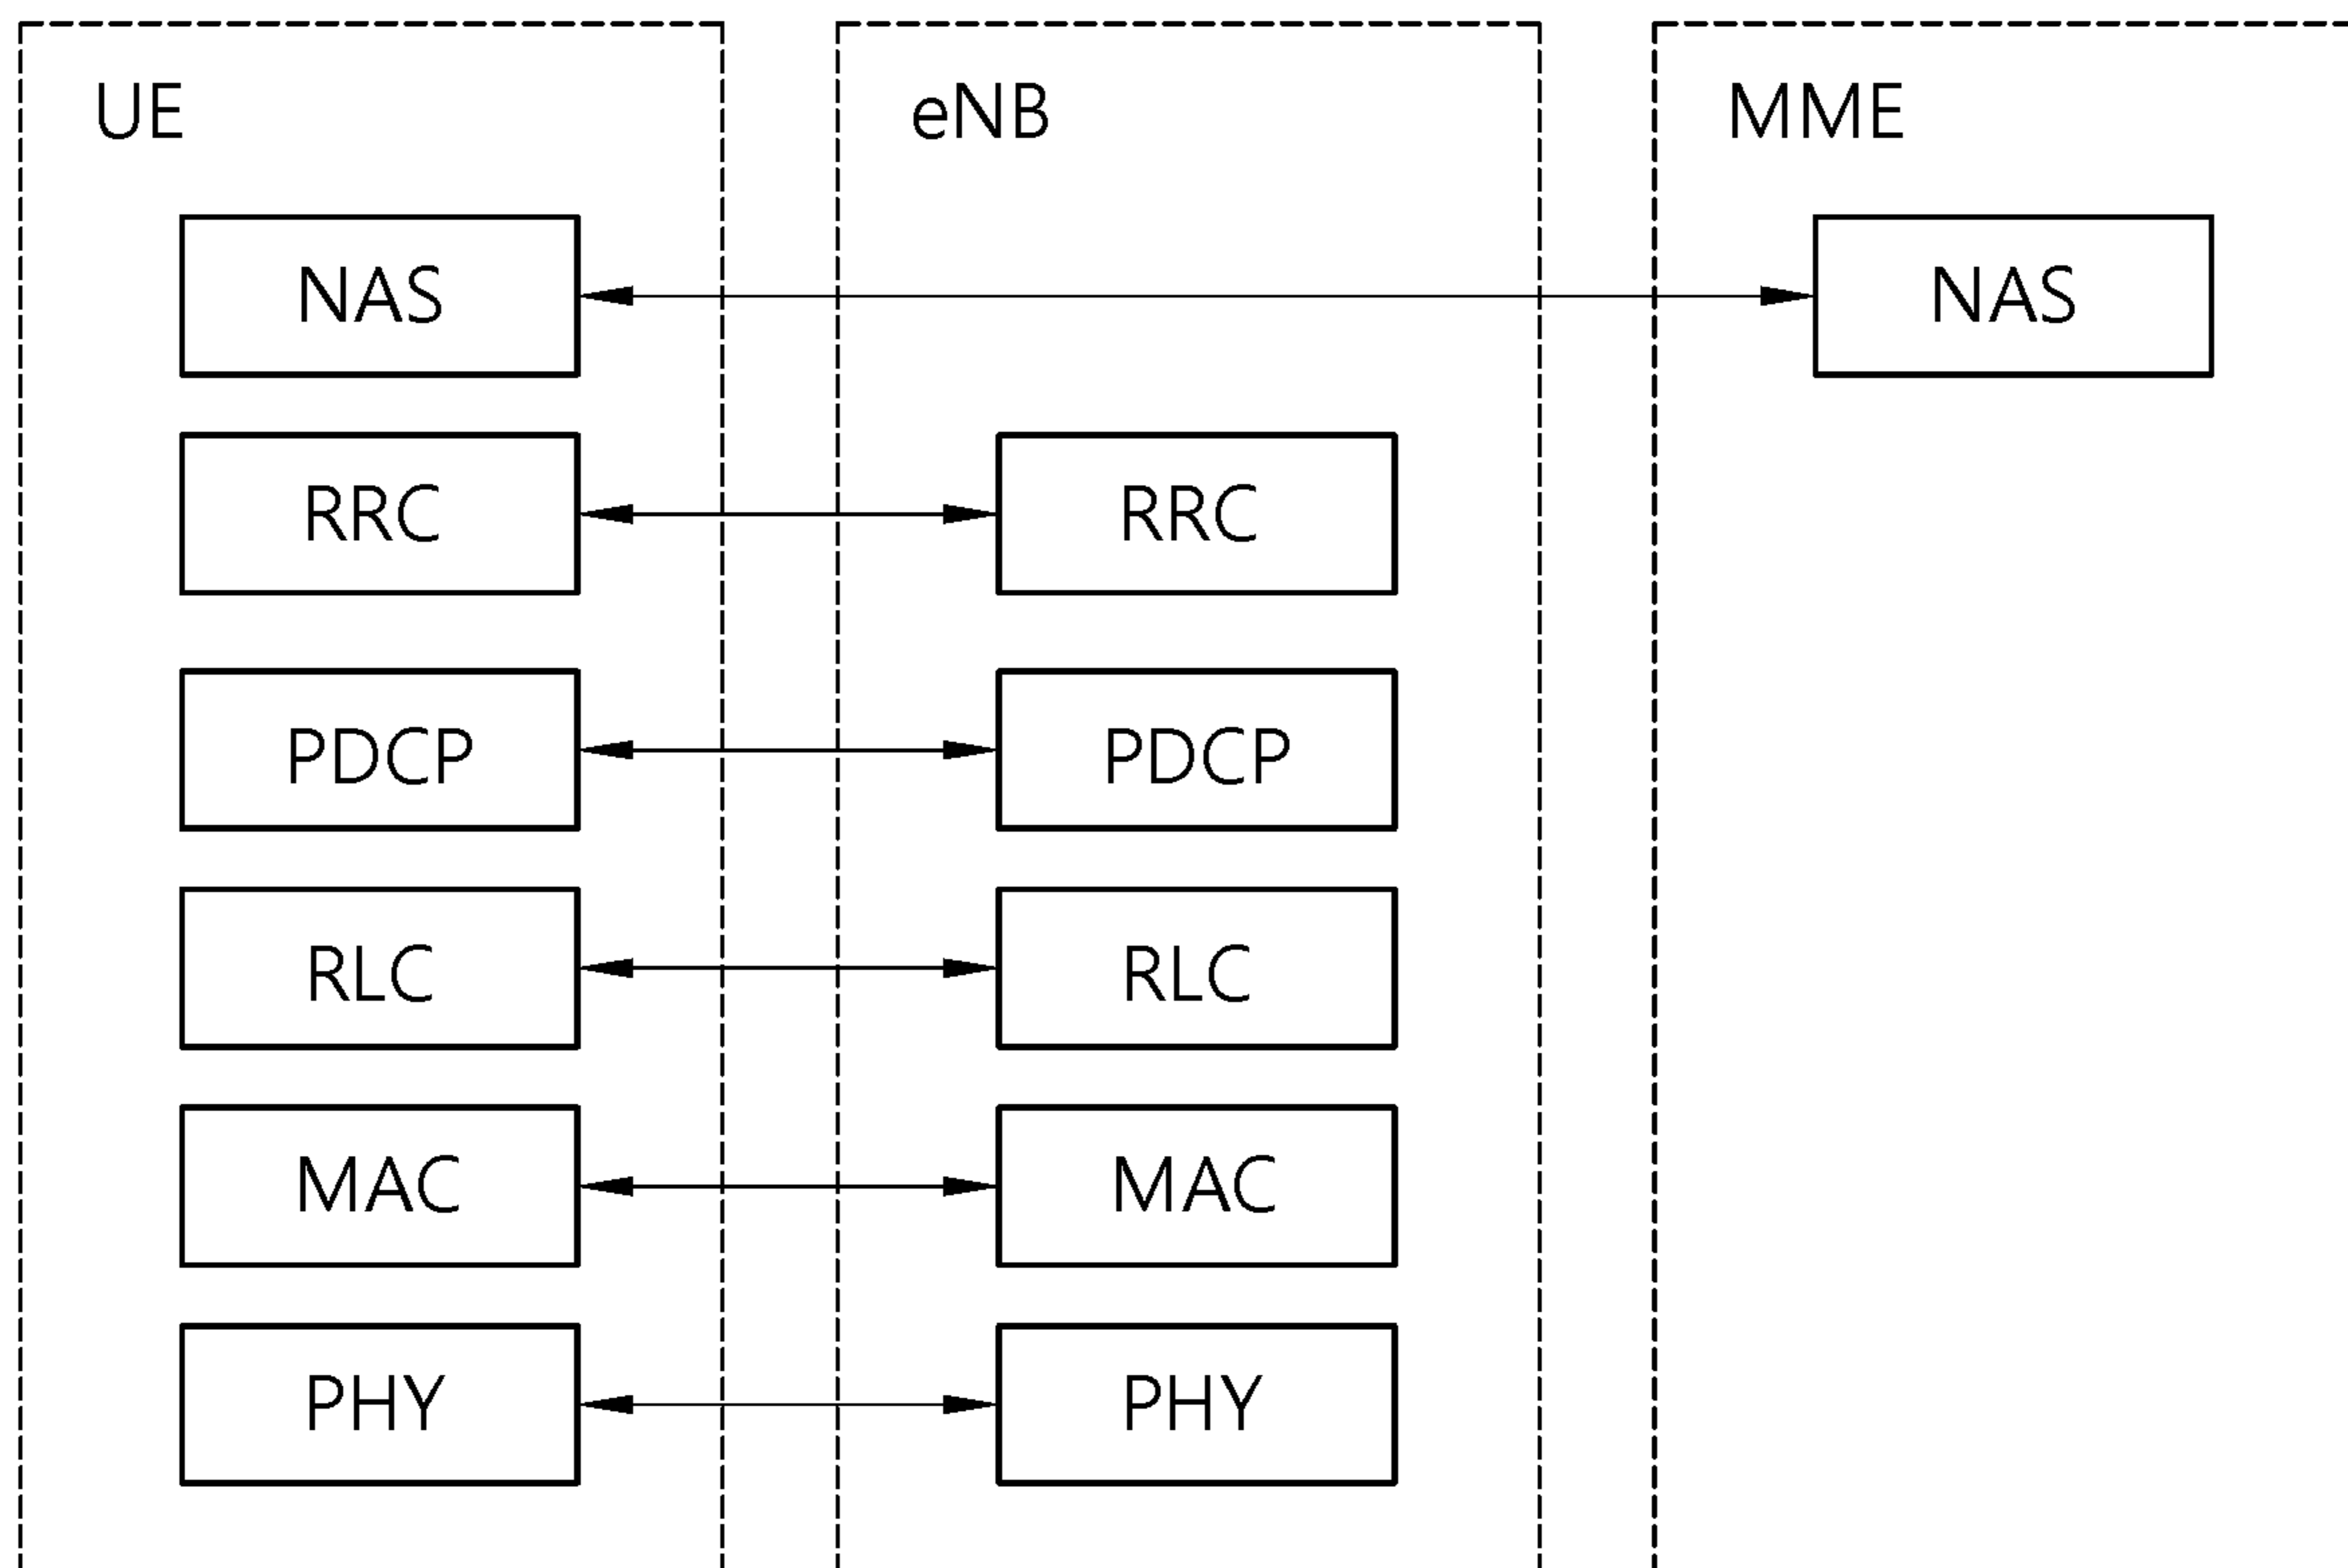 UE
eNB
MME
NAS
NAS
RRC
RRC
PDCP
PDCP
RLC
RLC
MAC
MAC
PHY
PHY